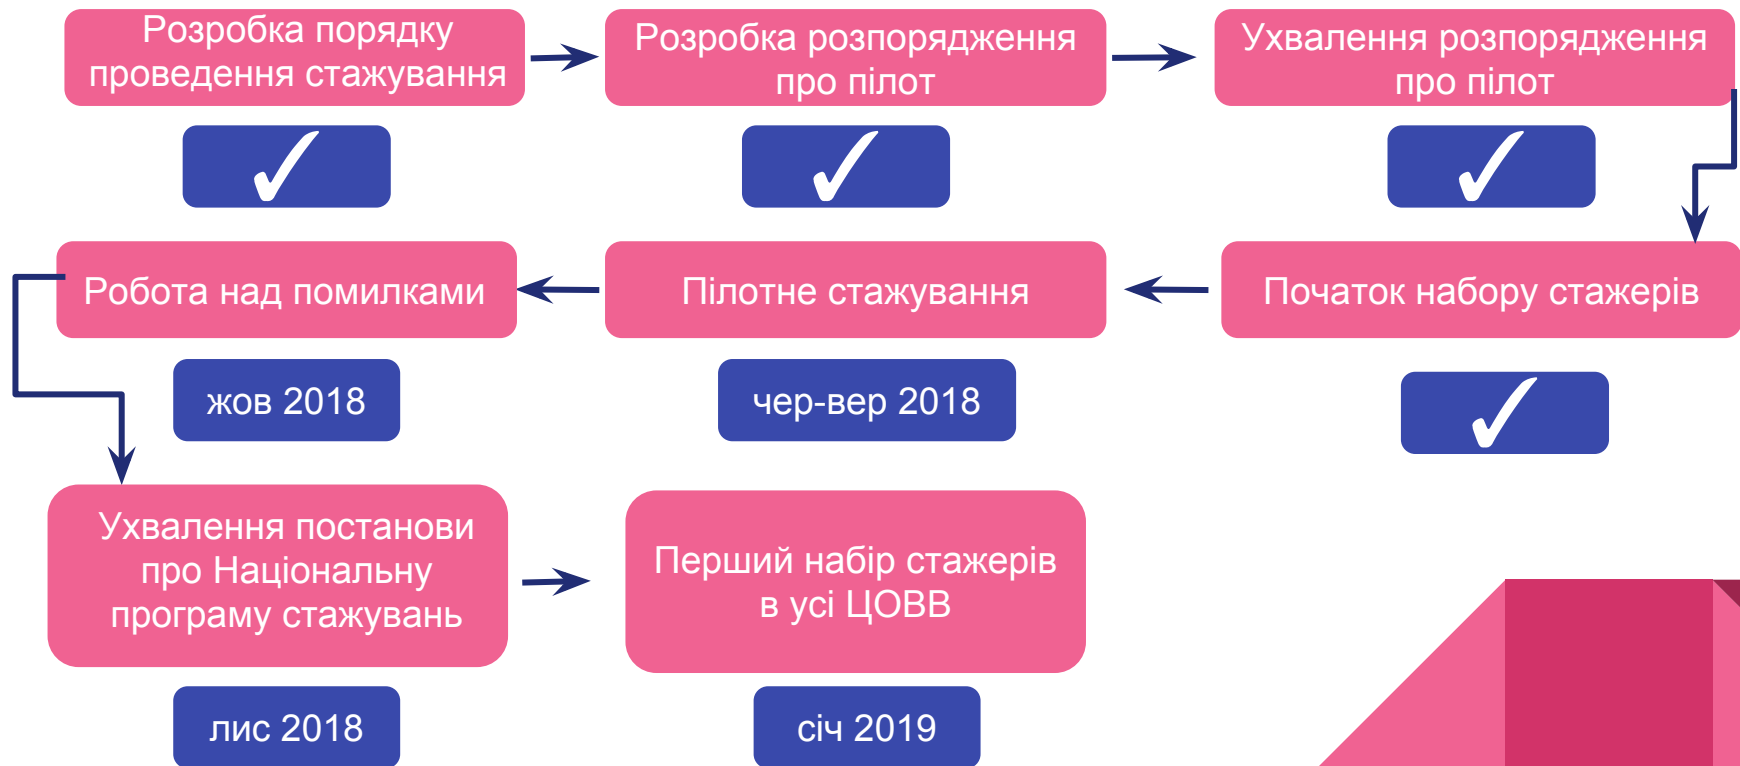 Розробка порядку
проведення стажування
Розробка розпорядження
про пілот
Ухвалення розпорядження
про пілот
✓
✓
✓
Робота над помилками
Пілотне стажування
Початок набору стажерів
жов 2018
чер-вер 2018
✓
Ухвалення постанови
про Національну
програму стажувань
Перший набір стажерів
в усі ЦОВВ
лис 2018
січ 2019